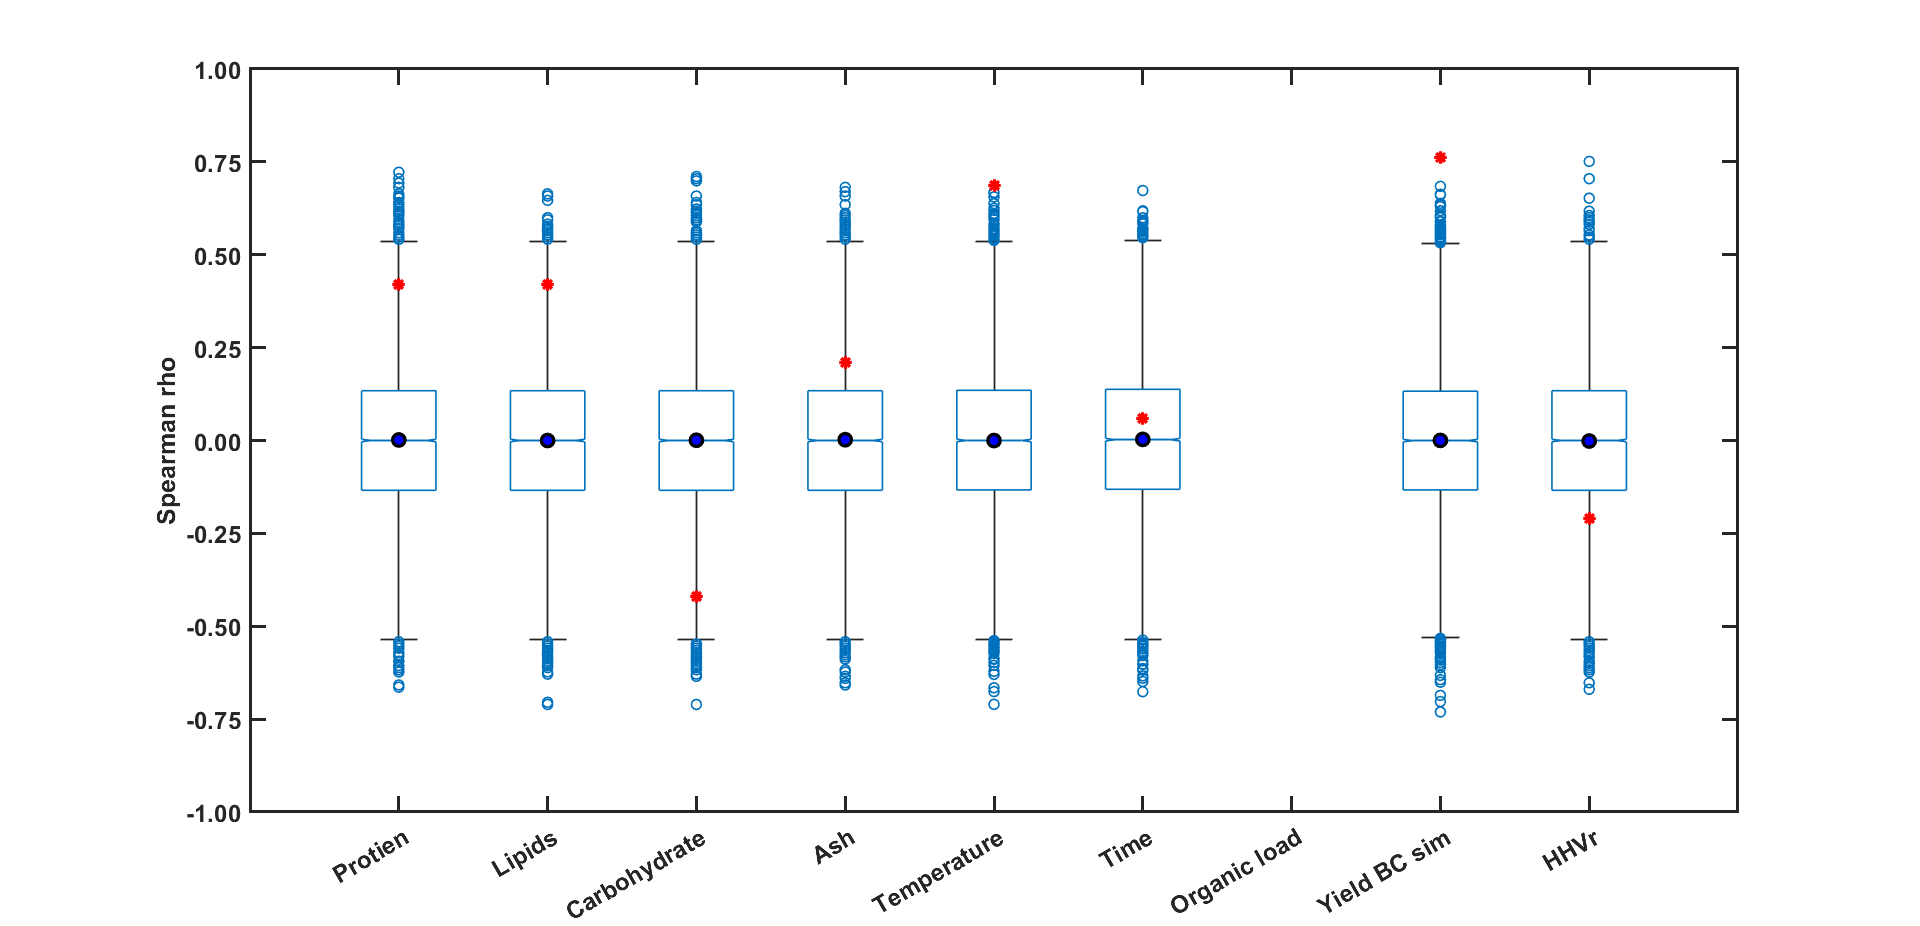 1.00
0.75
0.50
0.25
0.00
-0.25
-0.50
-0.75
-1.00
Spearman rho
Protien
Lipids
Carbohydrate
Ash
Temperature
Time
Organic load
Yield BC sim
HHVr